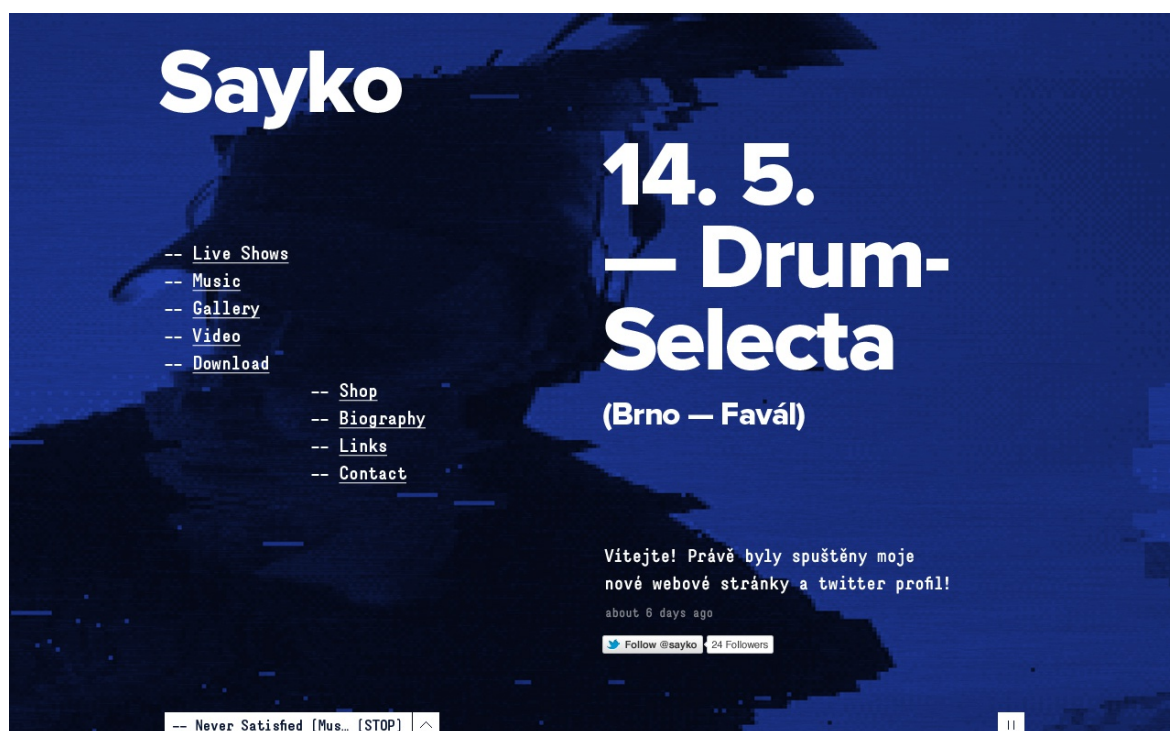 Sayko
14. 5.
— Drum-
Selecta
(Brno — Favál)
-- Live Shows
-- Music
-- Gallery
-- Video
-- Download
-- Shop
-- Biography
-- Links
-- Contact
Vítejte! Právě byly spuštěny moje
nové webové stránky a twitter profil!
about 6 days ago
Follow @sayko 24 Followers
-- Never Satisfied [Mus… [STOP]